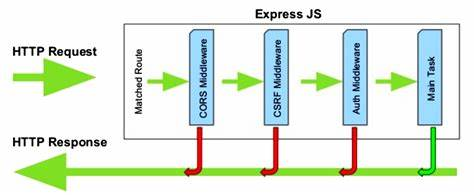 Express JS
HTTP Request
Matched Route
CORS Middleware
CSRF Middleware
Auth Middleware
Main Task
HTTP Response